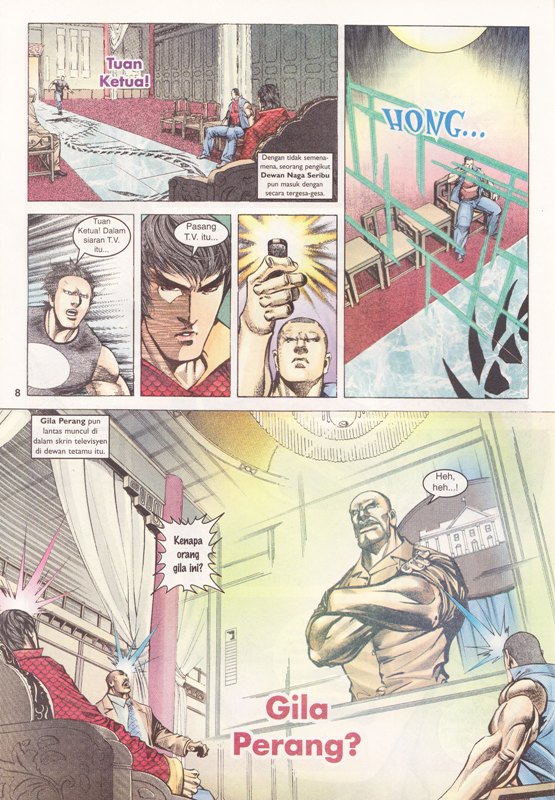 Tuan
Ketua!
Dengan tidak semena-
mena, seorang pengikut
Dewan Naga Seribu
pun masuk dengan
secara tergesa-gesa.
HONG...
Tuan
Ketua! Dalam
siaran T.V.
itu...
Pasang
T.V. itu...
8
Gila Perang pun
lantas muncul di
dalam skrin televisyen
di dewan tetamu itu.
Heh,
heh...!
Kenapa
orang
gila ini?
Gila
Perang?